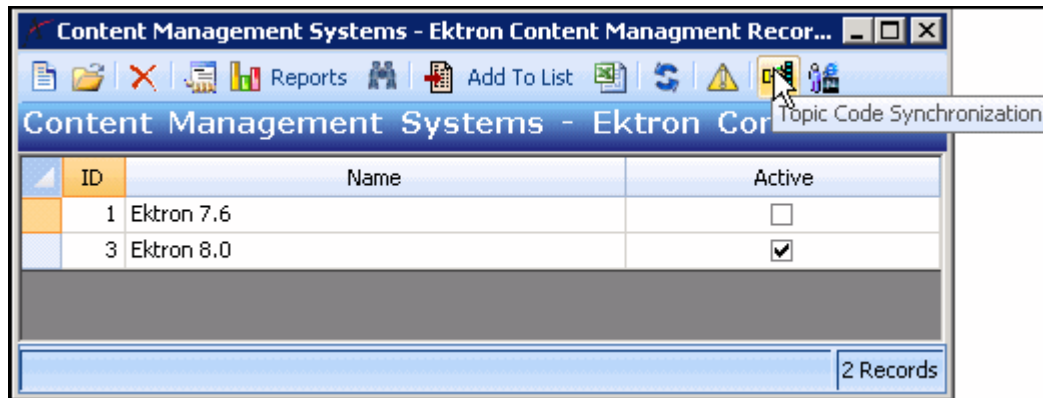 Content Management Systems - Ektron Content Managment Recor...
Reports Add To List
Content Management Systems - Ektron Con
Topic Code Synchronization
ID Name Active
1 Ektron 7.6
3 Ektron 8.0
2 Records